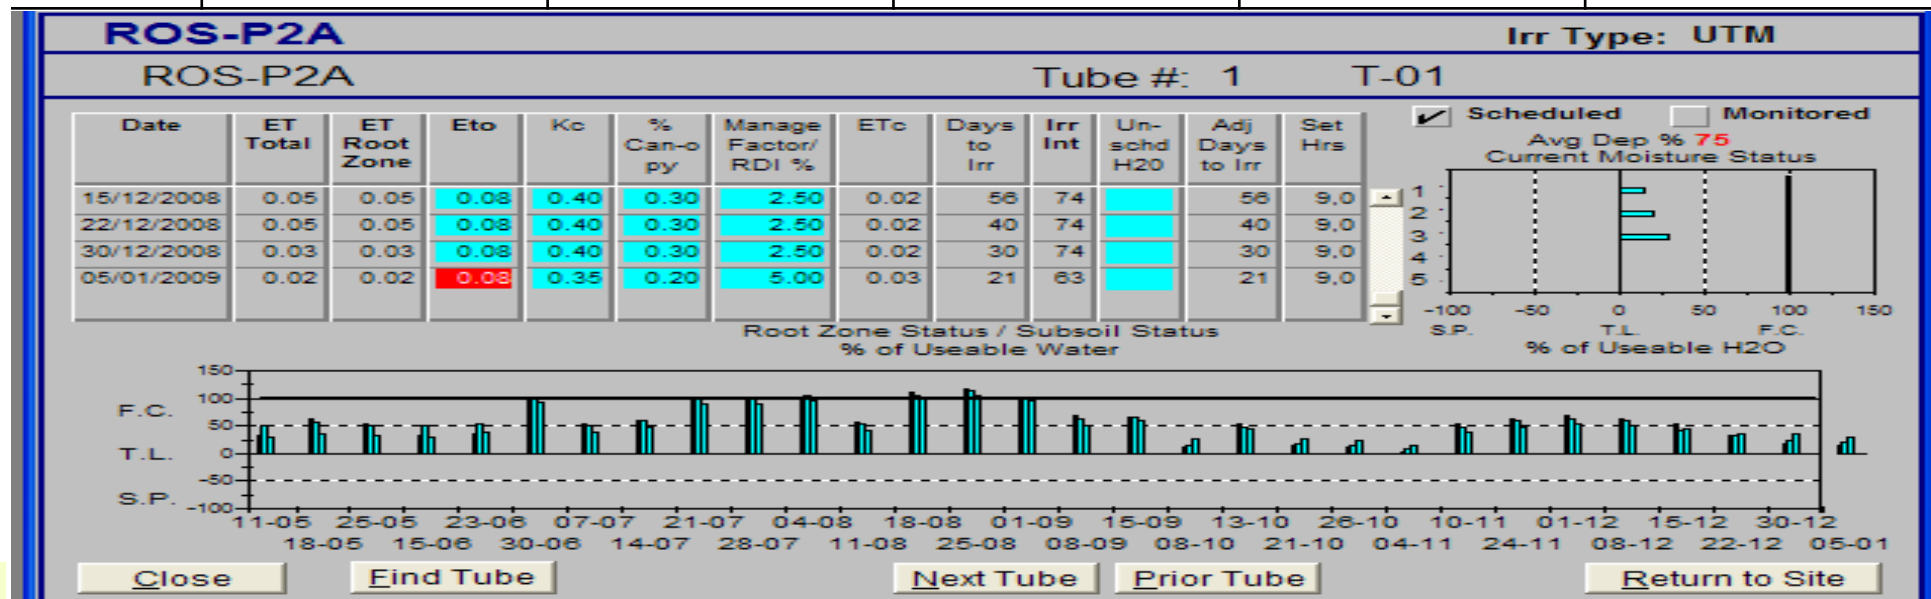 ROS-P2A Irr Type: UTM
ROS-P2A Tube #: 1 T-01
Date ET Total ET Root Zone Eto Kc % Can-o py Manage Factor/ RDI % ETc Days to Irr Irr Int Un- schd H20 Adj Days to Irr Set Hrs
15/12/2008 0.05 0.05 0.08 0.40 0.30 2.50 0.02 56 74 56 9,0
22/12/2008 0.05 0.05 0.08 0.40 0.30 2.50 0.02 40 74 40 9,0
30/12/2008 0.03 0.03 0.08 0.40 0.30 2.50 0.02 30 74 30 9,0
05/01/2009 0.02 0.02 0.08 0.35 0.20 5.00 0.03 21 63 21 9,0
Scheduled Monitored
Avg Dep % 75
Current Moisture Status
1
2
3
4
5
-100 -50 0 50 100 150
S.P. T.L. F.C.
% of Useable H2O
Root Zone Status / Subsoil Status
% of Useable Water
150
F.C. 100
50
T.L. 0
-50
S.P. -100
11-05 25-05 23-06 07-07 21-07 04-08 18-08 01-09 15-09 13-10 26-10 10-11 01-12 15-12 30-12
18-05 15-06 30-06 14-07 28-07 11-08 25-08 08-09 08-10 21-10 04-11 24-11 08-12 22-12 05-01
Close Find Tube Next Tube Prior Tube Return to Site